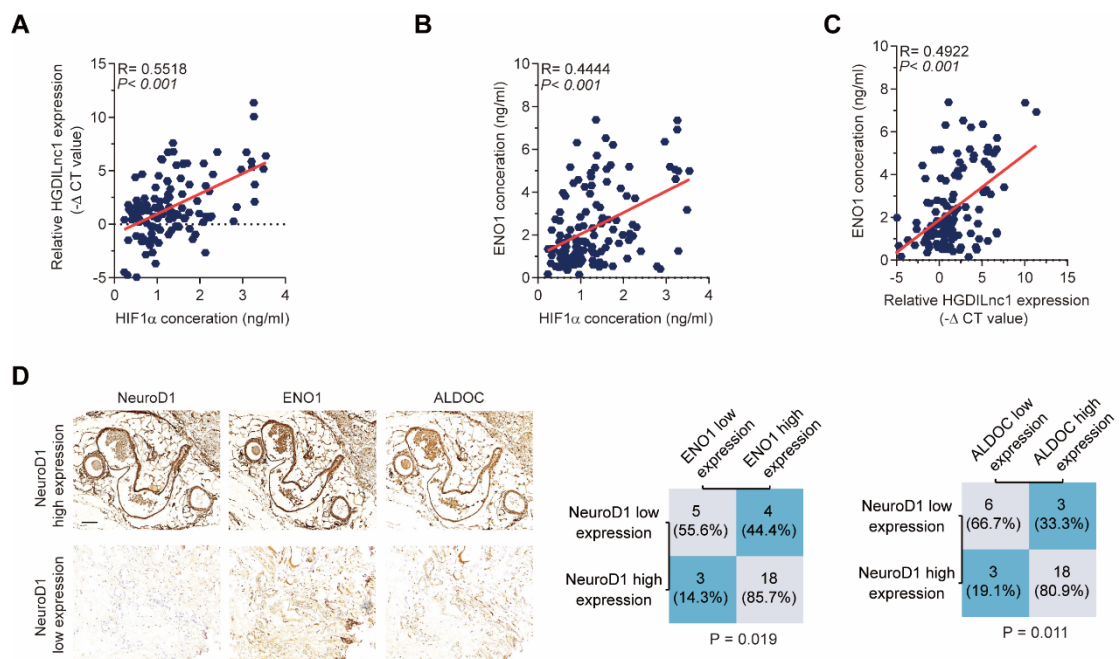 A
R= 0.5518
P< 0.001
Relative HGDILnc1 expression
(-Δ CT value)
15
10
5
0
-5
0
1
2
3
4
HIF1α conceration (ng/ml)
B
R= 0.4444
P< 0.001
ENO1 conceration (ng/ml)
10
8
6
4
2
0
0
1
2
3
4
HIF1α conceration (ng/ml)
C
R= 0.4922
P< 0.001
ENO1 conceration (ng/ml)
10
8
6
4
2
0
-5
0
5
10
15
Relative HGDILnc1 expression
(-Δ CT value)
D
NeuroD1
ENO1
ALDOC
NeuroD1
high expression
NeuroD1
low expression
ENO1 low
expression
ENO1 high
expression
NeuroD1 low
expression
5
(55.6%)
4
(44.4%)
NeuroD1 high
expression
3
(14.3%)
18
(85.7%)
P = 0.019
ALDOC low
expression
ALDOC high
expression
NeuroD1 low
expression
6
(66.7%)
3
(33.3%)
NeuroD1 high
expression
3
(19.1%)
18
(80.9%)
P = 0.011